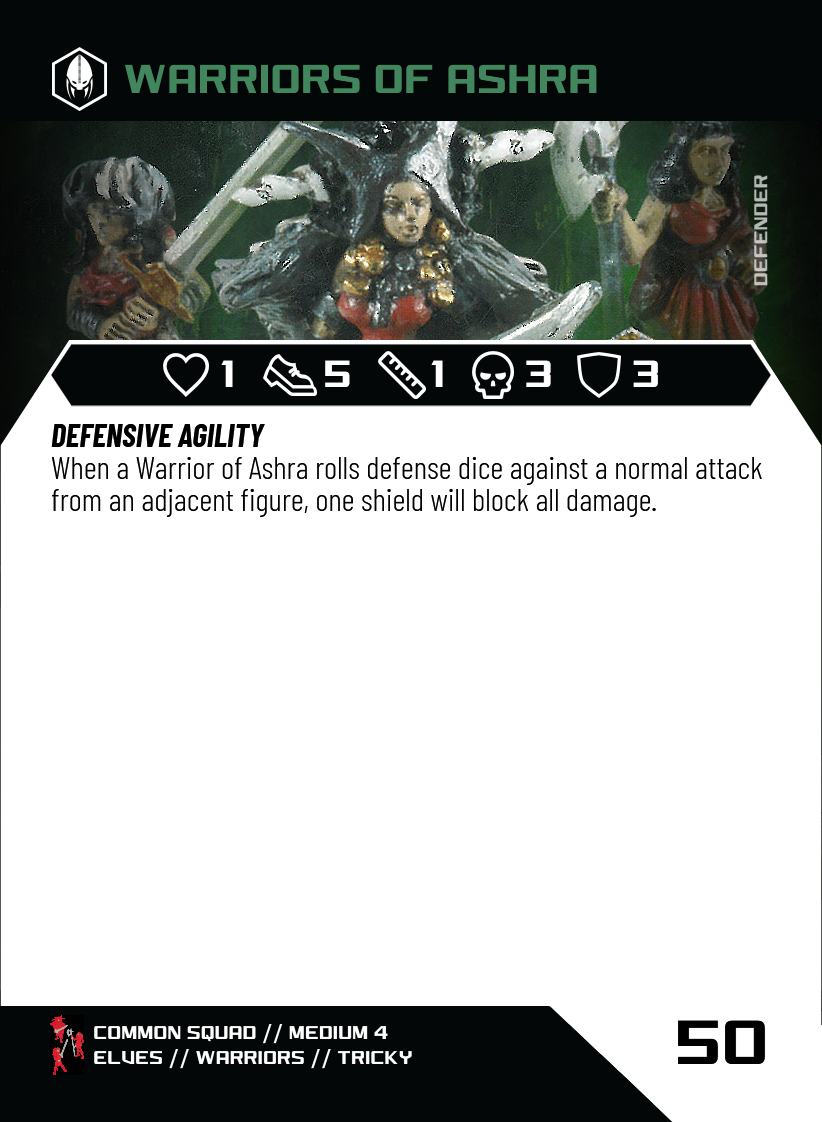 WARRIORS OF ASHRA
DEFENDER
1 5 1 3 3
DEFENSIVE AGILITY
When a Warrior of Ashra rolls defense dice against a normal attack
from an adjacent figure, one shield will block all damage.
COMMON SQUAD // MEDIUM 4
ELVES // WARRIORS // TRICKY
50